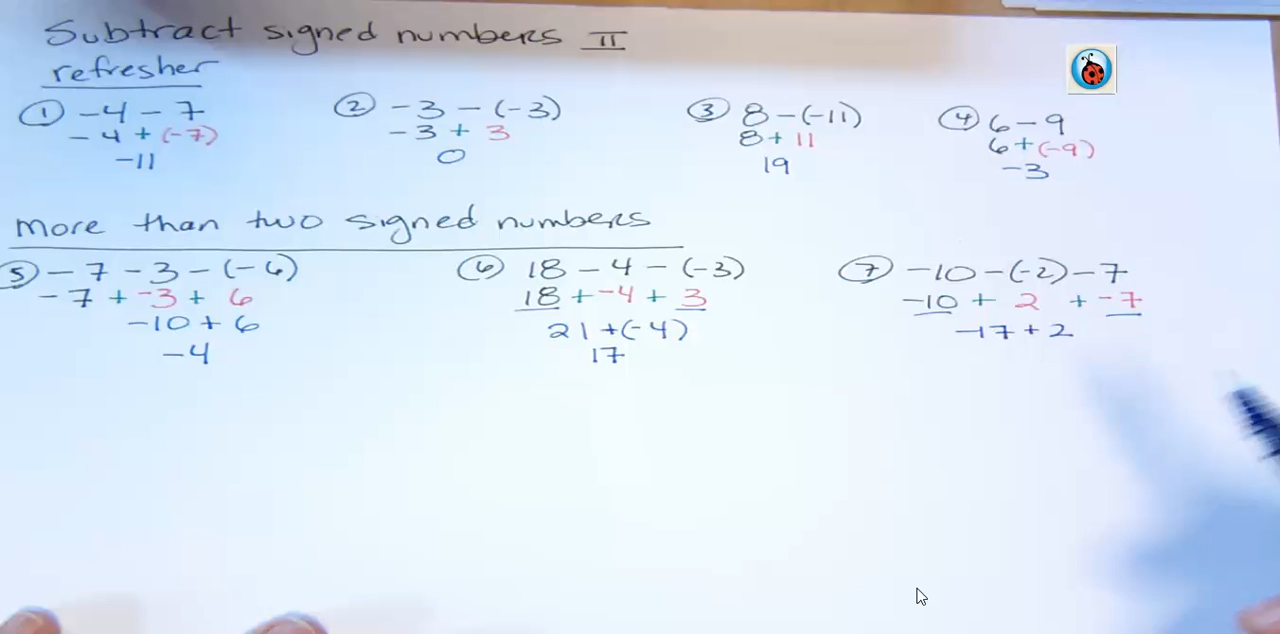 Subtract signed numbers II
refresher
① -4 - 7
-4 + (-7)
-11
② -3 - (-3)
-3 + 3
0
③ 8 - (-11)
8 + 11
19
④ 6 - 9
6 + (-9)
-3
more than two signed numbers
⑤ -7 - 3 - (-6)
-7 + -3 + 6
-10 + 6
-4
⑥ 18 - 4 - (-3)
18 + -4 + 3
21 + (-4)
17
⑦ -10 - (-2) - 7
-10 + 2 + -7
-17 + 2